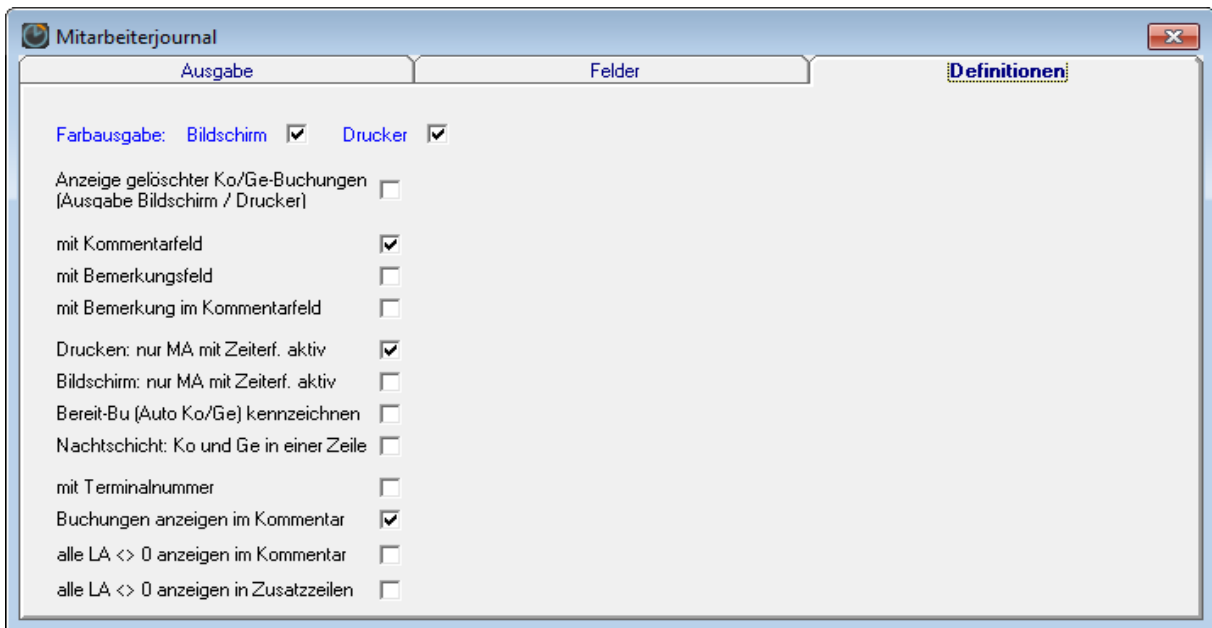 Mitarbeiterjournal
Ausgabe Felder Definitionen
Farbausgabe: Bildschirm Drucker
Anzeige gelöschter Ko/Ge-Buchungen
(Ausgabe Bildschirm / Drucker)
mit Kommentarfeld
mit Bemerkungsfeld
mit Bemerkung im Kommentarfeld
Drucken: nur MA mit Zeiterf. aktiv
Bildschirm: nur MA mit Zeiterf. aktiv
Bereit-Bu (Auto Ko/Ge) kennzeichnen
Nachtschicht: Ko und Ge in einer Zeile
mit Terminalnummer
Buchungen anzeigen im Kommentar
alle LA <> 0 anzeigen im Kommentar
alle LA <> 0 anzeigen in Zusatzzeilen